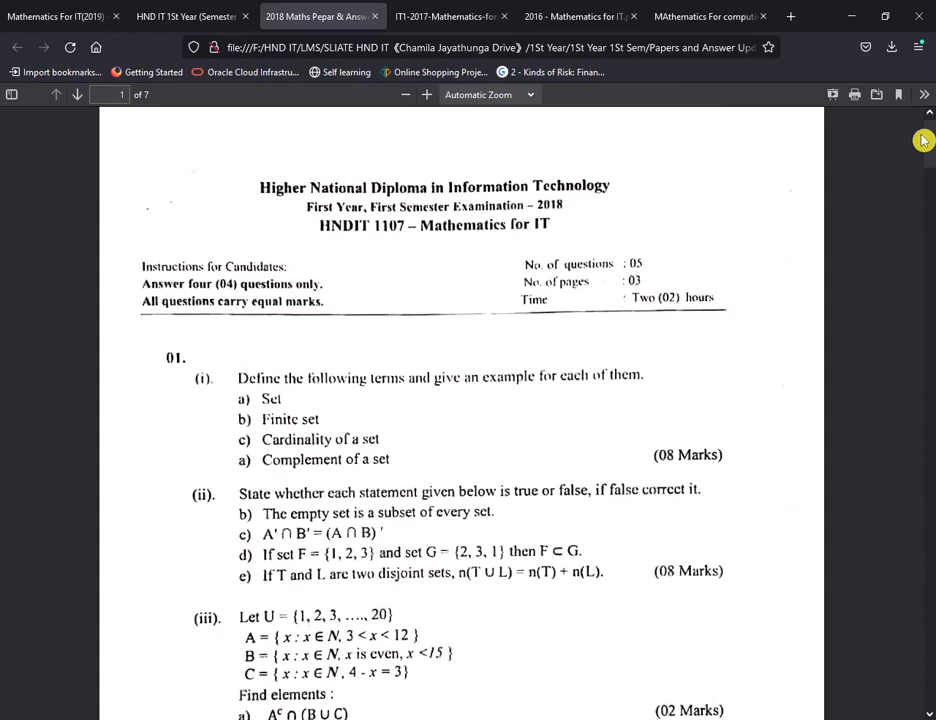 Mathematics For IT(2019)
HND IT 1St Year (Semester
2018 Maths Pepar & Answ
IT1-2017-Mathematics-for-
2016 - Mathematics for IT.p
MAthematics For computi
file:///F:/HND IT/LMS/SLIATE HND IT 《Chamila Jayathunga Drive》/1St Year/1St Year 1St Sem/Papers and Answer Upd
Import bookmarks...
Getting Started
Oracle Cloud Infrastru...
Self learning
Online Shopping Proje...
2 - Kinds of Risk: Finan...
1 of 7
Automatic Zoom
Higher National Diploma in Information Technology
First Year, First Semester Examination – 2018
HNDIT 1107 – Mathematics for IT
Instructions for Candidates:
Answer four (04) questions only.
All questions carry equal marks.
No. of questions : 05
No. of pages : 03
Time : Two (02) hours
01.
(i). Define the following terms and give an example for each of them.
a) Set
b) Finite set
c) Cardinality of a set
a) Complement of a set (08 Marks)
(ii). State whether each statement given below is true or false, if false correct it.
b) The empty set is a subset of every set.
c) A' ∩ B' = (A ∩ B) '
d) If set F = {1, 2, 3} and set G = {2, 3, 1} then F ⊂ G.
e) If T and L are two disjoint sets, n(T ∪ L) = n(T) + n(L). (08 Marks)
(iii). Let U = {1, 2, 3, ...., 20}
A = { x : x ∈ N, 3 < x < 12 }
B = { x : x ∈ N, x is even, x < 15 }
C = { x : x ∈ N, 4 - x = 3}
Find elements :
a) Aᶜ ∩ (B ∪ C) (02 Marks)